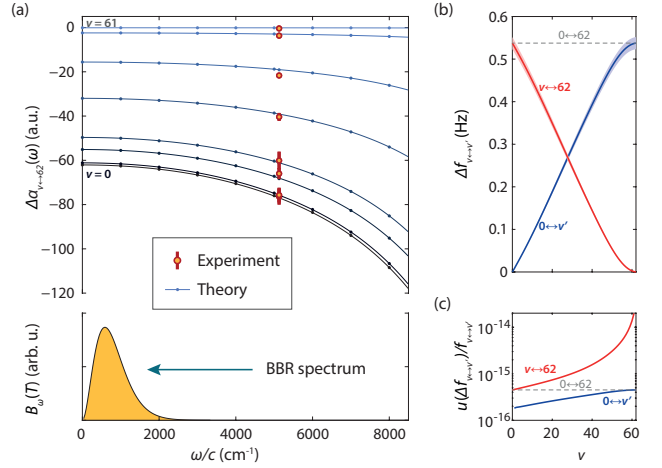 (a)
v = 61
0
−20
−40
−60
−80
−100
−120
Δα_{v↔62}(ω) (a.u.)
v = 0
Experiment
Theory
B_ω(T) (arb. u.)
BBR spectrum
0 2000 4000 6000 8000
ω/c (cm⁻¹)
(b)
0.6
0.5
0.4
0.3
0.2
0.1
0
Δf_{v↔v'} (Hz)
0↔62
v↔62
0↔v'
0 20 40 60
(c)
10⁻¹⁴
10⁻¹⁵
10⁻¹⁶
u(Δf_{v↔v'})/f_{v↔v'}
v↔62
0↔62
0↔v'
0 20 40 60
v